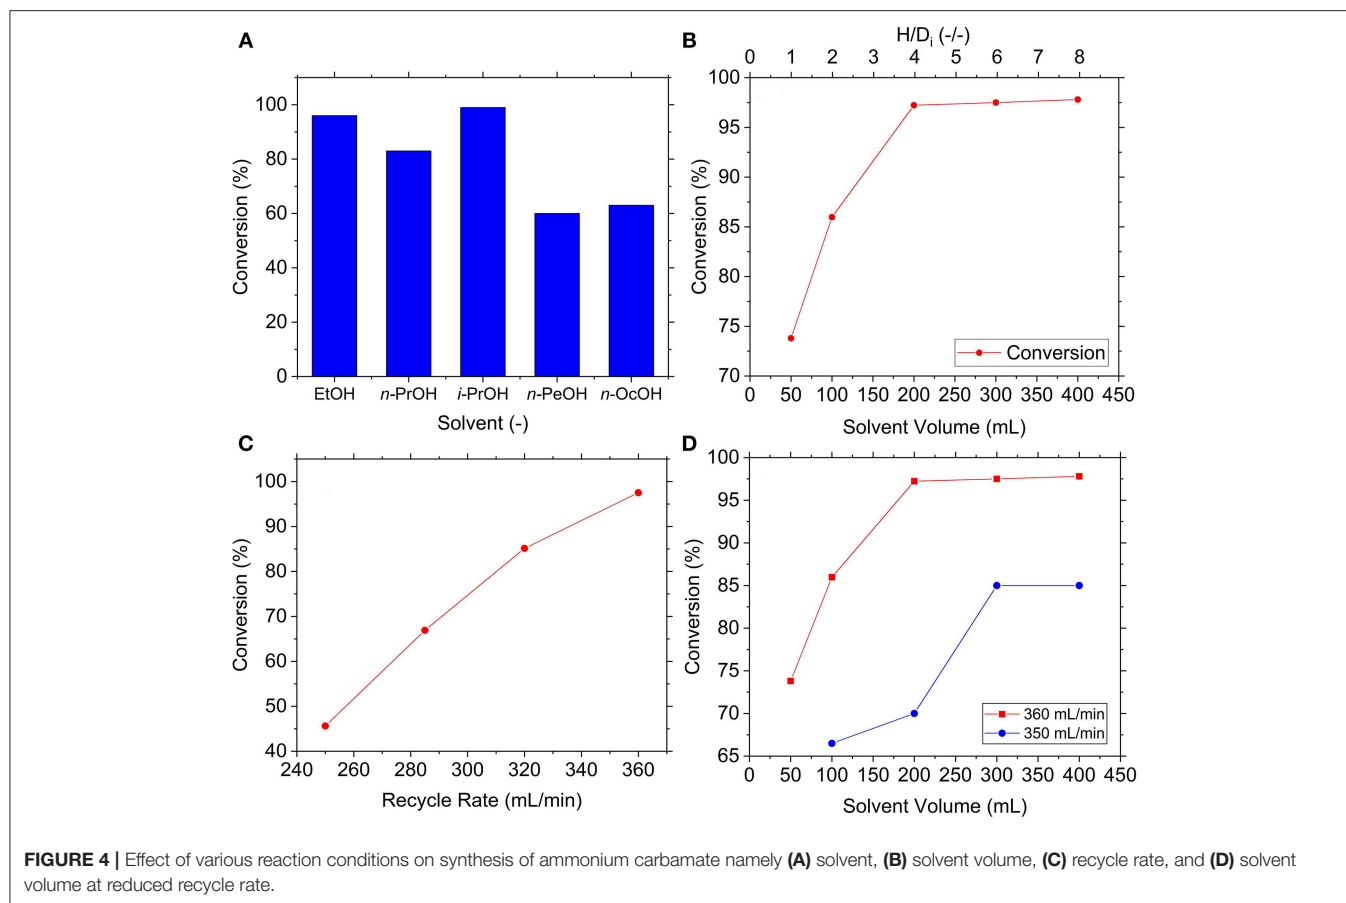 A
Conversion (%)
100
80
60
40
20
0
EtOH n-PrOH i-PrOH n-PeOH n-OcOH
Solvent (-)
B
H/Di (-/-)
0 1 2 3 4 5 6 7 8
Conversion (%)
100
95
90
85
80
75
70
Conversion
0 50 100 150 200 250 300 350 400 450
Solvent Volume (mL)
C
Conversion (%)
100
90
80
70
60
50
40
240 260 280 300 320 340 360
Recycle Rate (mL/min)
D
Conversion (%)
100
95
90
85
80
75
70
65
360 mL/min
350 mL/min
0 50 100 150 200 250 300 350 400 450
Solvent Volume (mL)
FIGURE 4 | Effect of various reaction conditions on synthesis of ammonium carbamate namely (A) solvent, (B) solvent volume, (C) recycle rate, and (D) solvent
volume at reduced recycle rate.